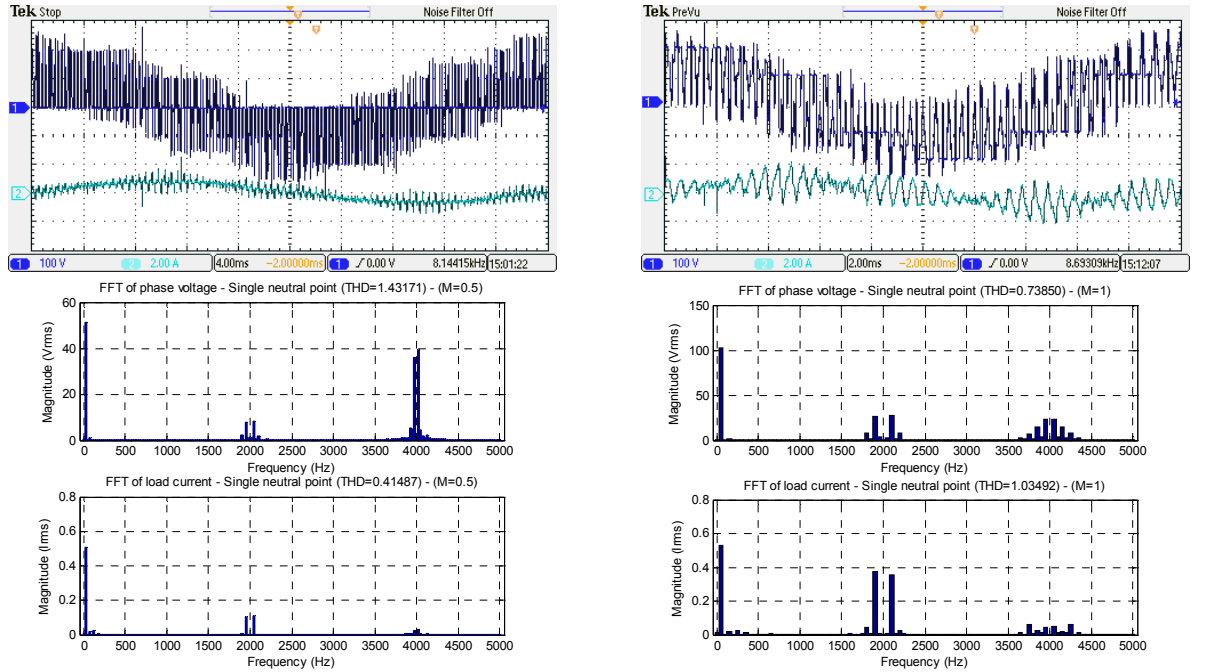 Tek Stop
Noise Filter Off
1
2
1 100 V
2 2.00 A
4.00ms -2.00000ms
1 ∫ 0.00 V
8.14415kHz
15:01:22
FFT of phase voltage - Single neutral point (THD=1.43171) - (M=0.5)
Magnitude (Vrms)
60
40
20
0
0 500 1000 1500 2000 2500 3000 3500 4000 4500 5000
Frequency (Hz)
FFT of load current - Single neutral point (THD=0.41487) - (M=0.5)
Magnitude (Irms)
0.8
0.6
0.4
0.2
0
0 500 1000 1500 2000 2500 3000 3500 4000 4500 5000
Frequency (Hz)
Tek PreVu
Noise Filter Off
1
2
1 100 V
2 2.00 A
2.00ms -2.00000ms
1 ∫ 0.00 V
8.69309kHz
15:12:07
FFT of phase voltage - Single neutral point (THD=0.73850) - (M=1)
Magnitude (Vrms)
150
100
50
0
0 500 1000 1500 2000 2500 3000 3500 4000 4500 5000
Frequency (Hz)
FFT of load current - Single neutral point (THD=1.03492) - (M=1)
Magnitude (Irms)
0.8
0.6
0.4
0.2
0
0 500 1000 1500 2000 2500 3000 3500 4000 4500 5000
Frequency (Hz)